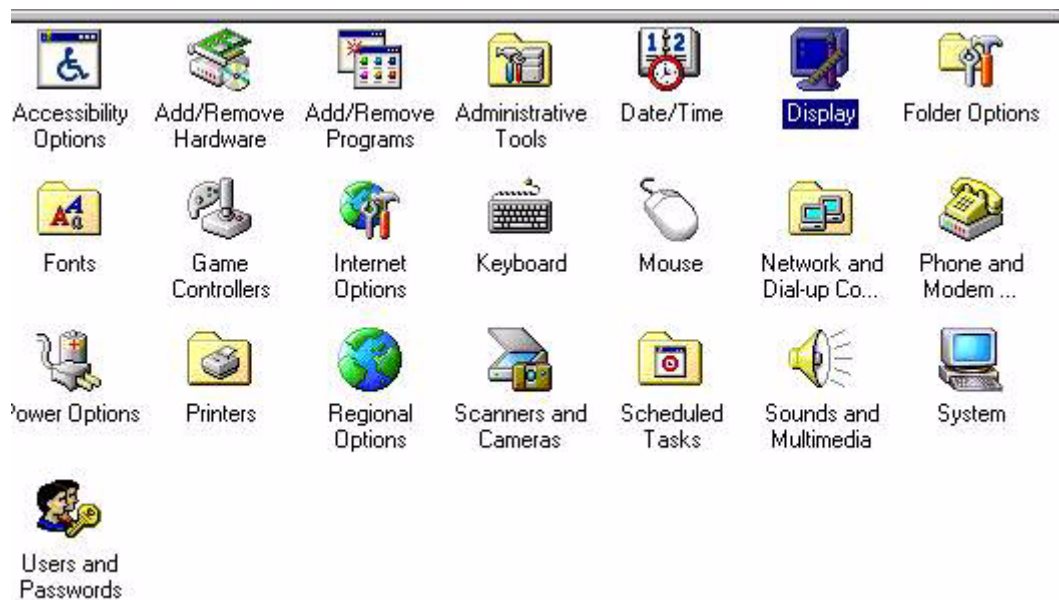 Accessibility Options
Add/Remove Hardware
Add/Remove Programs
Administrative Tools
Date/Time
Display
Folder Options
Fonts
Game Controllers
Internet Options
Keyboard
Mouse
Network and Dial-up Co...
Phone and Modem ...
Power Options
Printers
Regional Options
Scanners and Cameras
Scheduled Tasks
Sounds and Multimedia
System
Users and Passwords